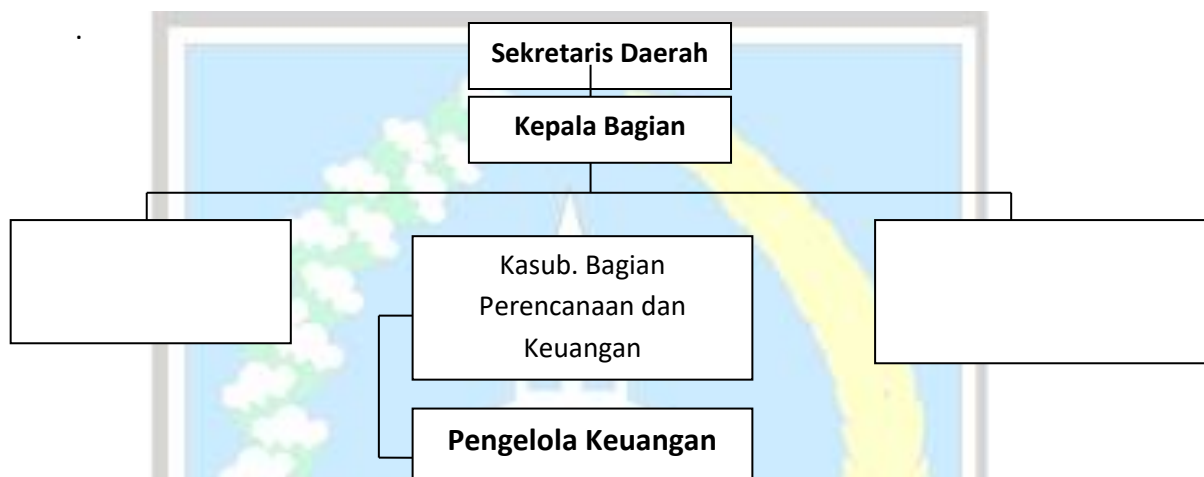 .
Sekretaris Daerah
Kepala Bagian
Kasub. Bagian
Perencanaan dan
Keuangan
Pengelola Keuangan